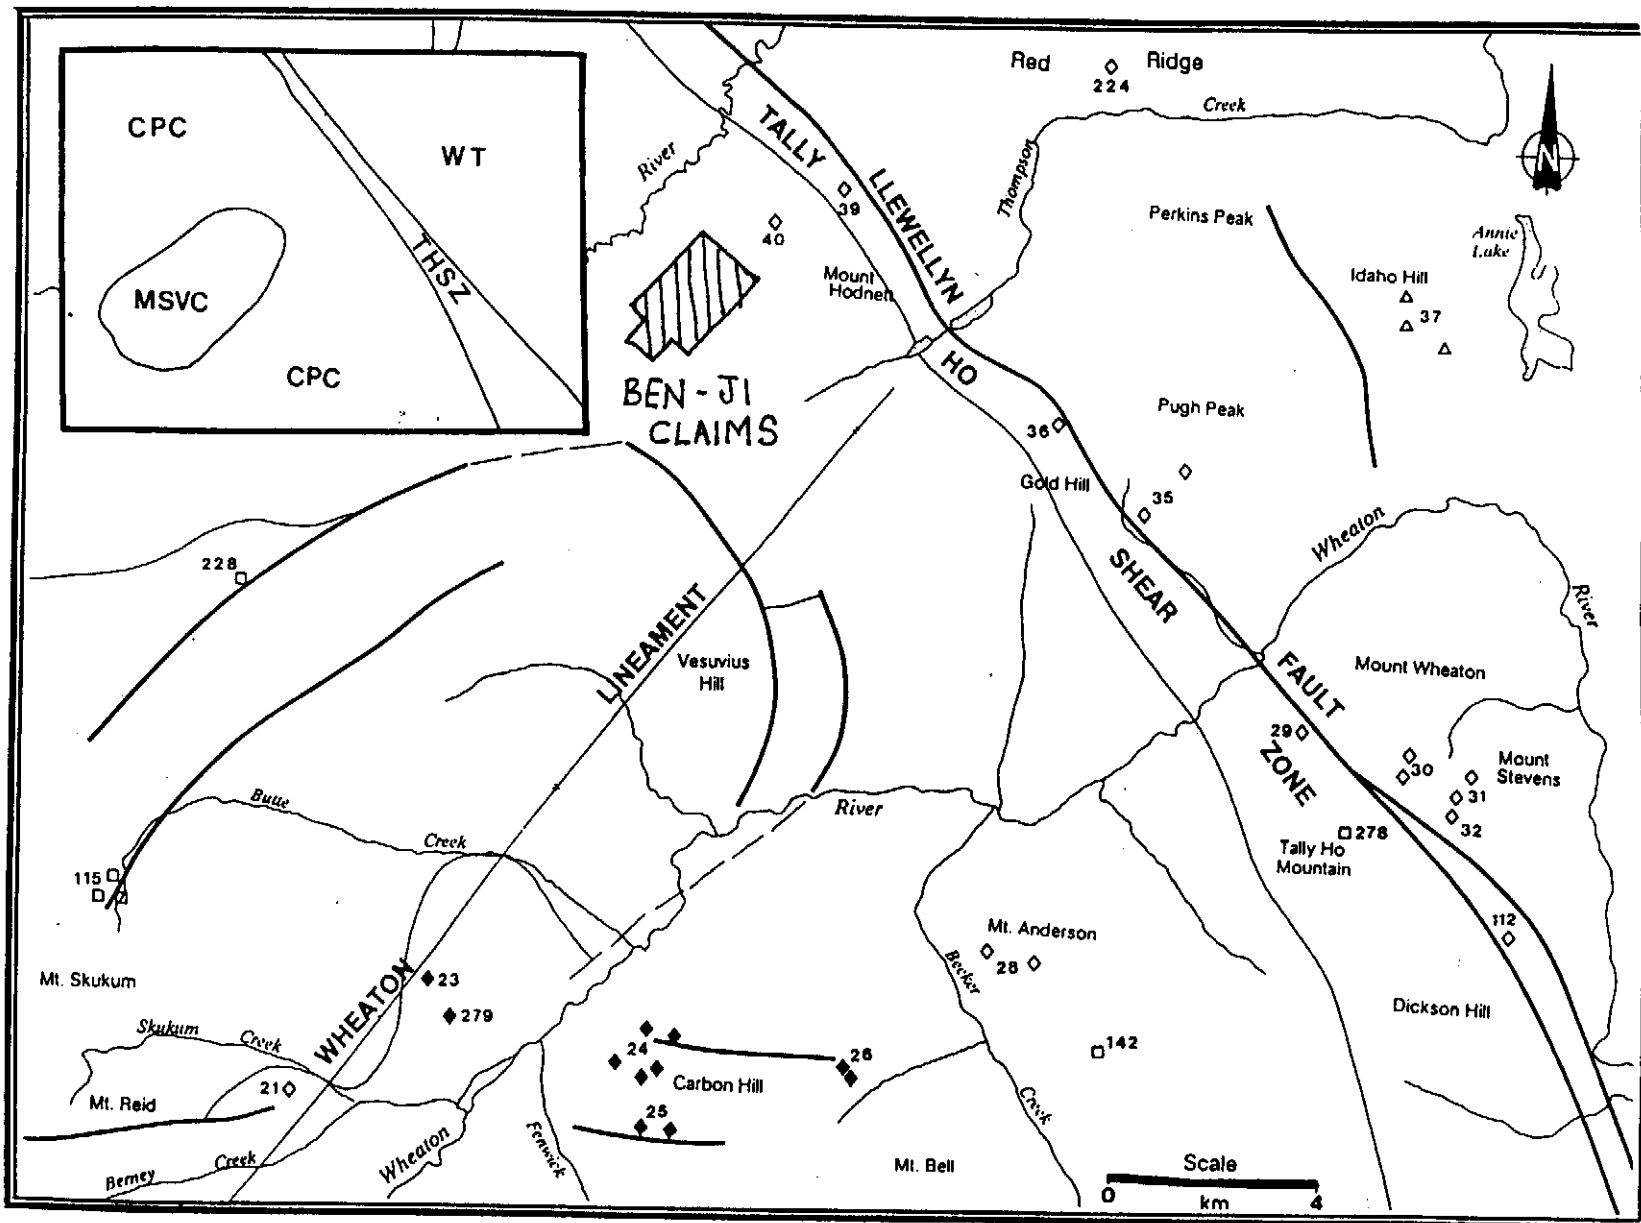 Red Ridge
224
Creek
CPC
WT
THSZ
MSVC
CPC
River
TALLY
HO
SHEAR
ZONE
LLEWELLYN
FAULT
39
40
Thompson
N
Perkins Peak
Annie
Lake
Idaho Hill
37
Mount
Hodnett
BEN-JI
CLAIMS
Pugh Peak
36
Gold Hill
35
Wheaton
River
228
WHEATON
LINEAMENT
Vesuvius
Hill
Mount Wheaton
29
30
Mount
Stevens
31
32
278
Tally Ho
Mountain
River
Butte
Creek
115
112
Mt. Anderson
28
Becker
Creek
Dickson Hill
142
Mt. Skukum
23
279
Skukum
Creek
24
26
Carbon Hill
25
21
Mt. Reid
Berney
Creek
Wheaton
Fenwick
Mt. Bell
Scale
0 4
km